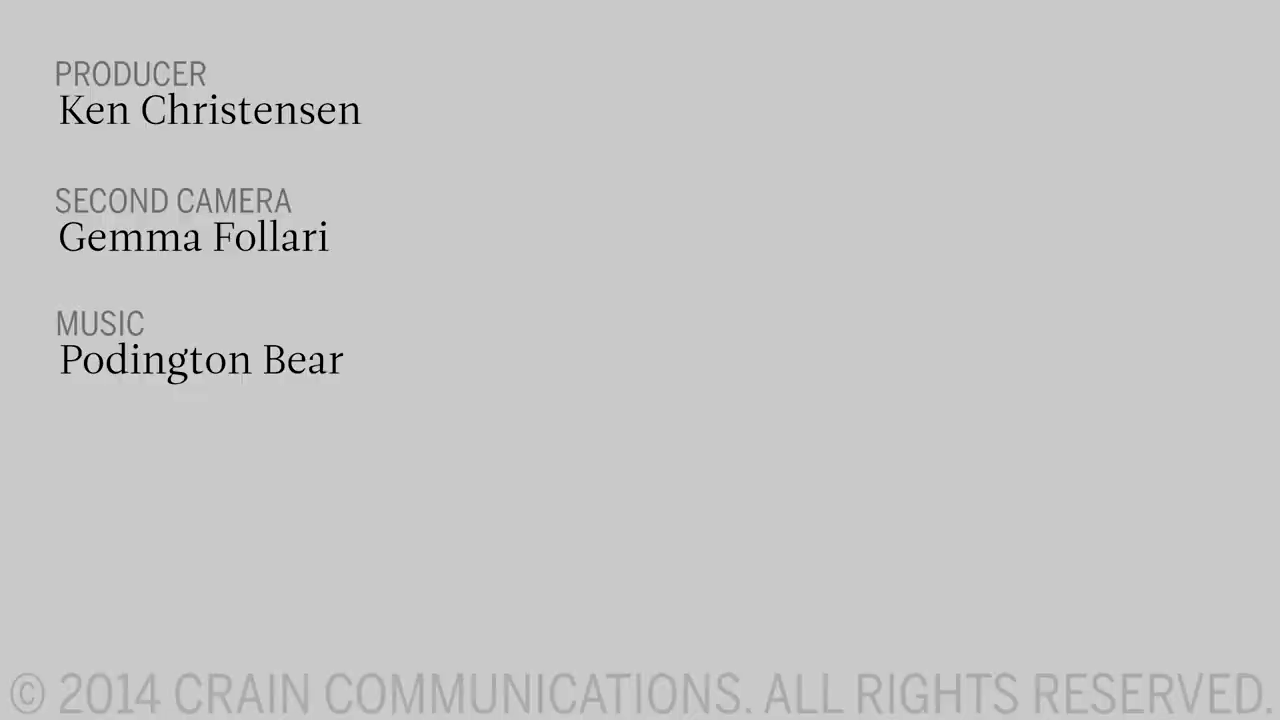 PRODUCER
Ken Christensen
SECOND CAMERA
Gemma Follari
MUSIC
Podington Bear
© 2014 CRAIN COMMUNICATIONS. ALL RIGHTS RESERVED.